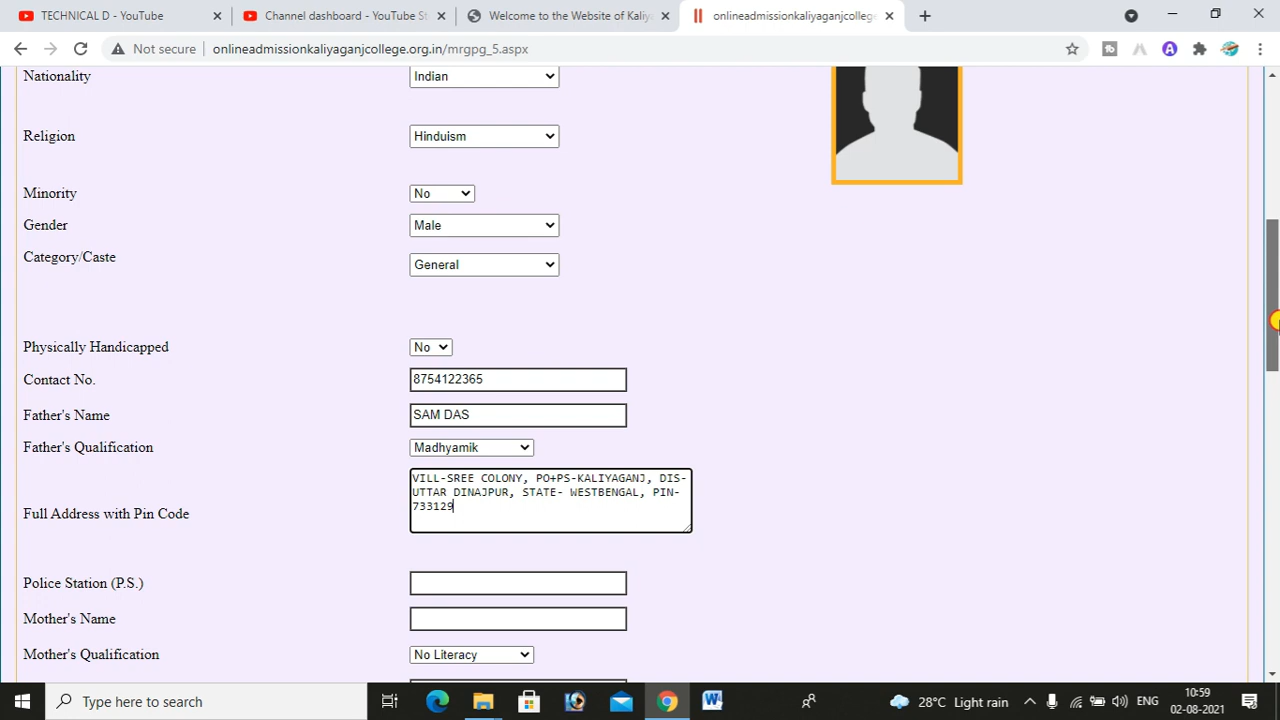 TECHNICAL D - YouTube
Channel dashboard - YouTube St
Welcome to the Website of Kaliy
onlineadmissionkaliyaganjcollege
Not secure
onlineadmissionkaliyaganjcollege.org.in/mrgpg_5.aspx
Nationality
Indian
Religion
Hinduism
Minority
No
Gender
Male
Category/Caste
General
Physically Handicapped
No
Contact No.
8754122365
Father's Name
SAM DAS
Father's Qualification
Madhyamik
Full Address with Pin Code
VILL-SREE COLONY, PO+PS-KALIYAGANJ, DIS-
UTTAR DINAJPUR, STATE- WESTBENGAL, PIN-
733129
Police Station (P.S.)
Mother's Name
Mother's Qualification
No Literacy
Type here to search
28°C Light rain
ENG
10:59
02-08-2021